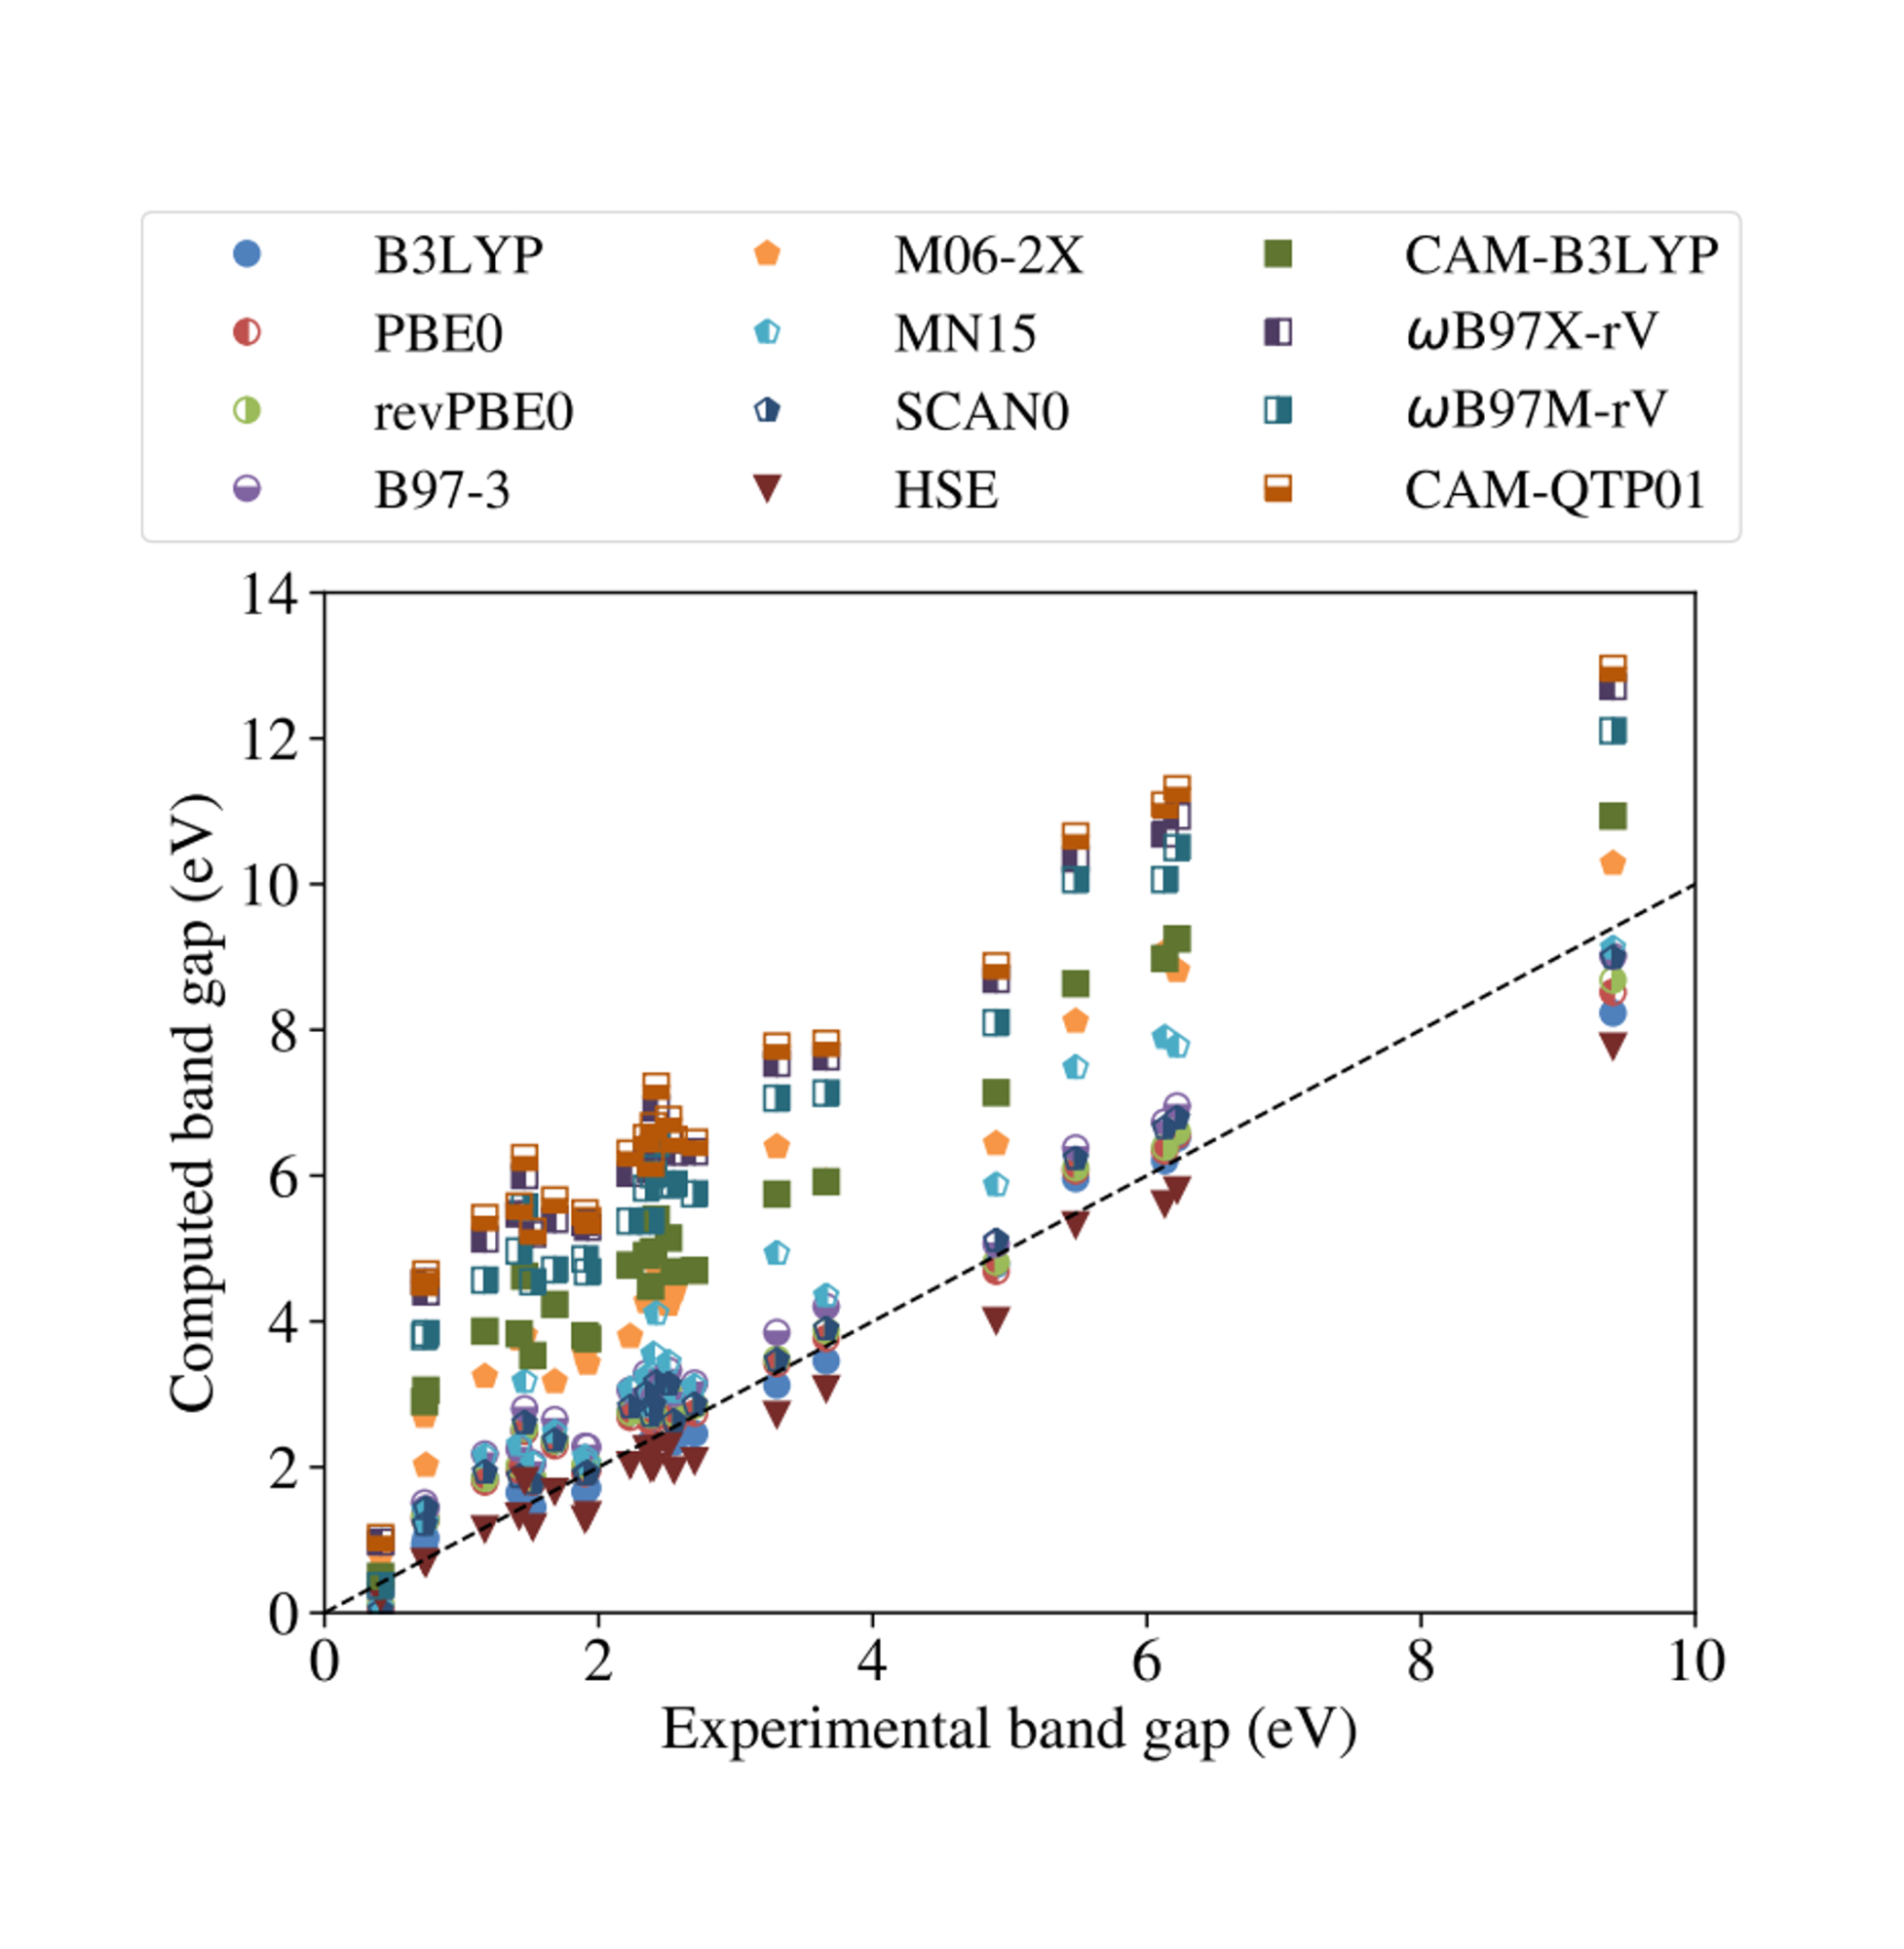 B3LYP M06-2X CAM-B3LYP
PBE0 MN15 ωB97X-rV
revPBE0 SCAN0 ωB97M-rV
B97-3 HSE CAM-QTP01
14
12
10
8
6
4
2
0
Computed band gap (eV)
0 2 4 6 8 10
Experimental band gap (eV)